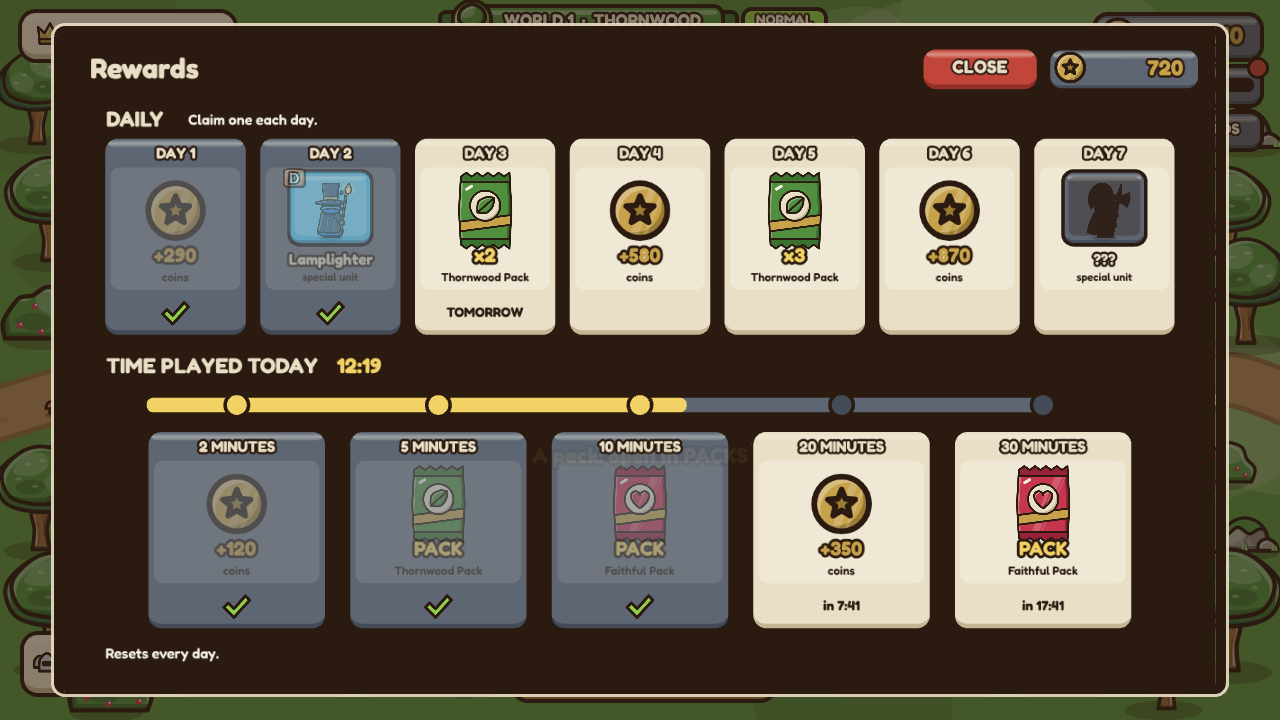 WORLD 1 · THORNWOOD
NORMAL
Rewards
CLOSE
720
DAILY
Claim one each day.
DAY 1
+290
coins
DAY 2
D
Lamplighter
special unit
DAY 3
x2
Thornwood Pack
TOMORROW
DAY 4
+580
coins
DAY 5
x3
Thornwood Pack
DAY 6
+870
coins
DAY 7
???
special unit
TIME PLAYED TODAY
12:19
2 MINUTES
+120
coins
5 MINUTES
PACK
Thornwood Pack
10 MINUTES
PACK
Faithful Pack
A pack: open in PACKS
20 MINUTES
+350
coins
in 7:41
30 MINUTES
PACK
Faithful Pack
in 17:41
Resets every day.